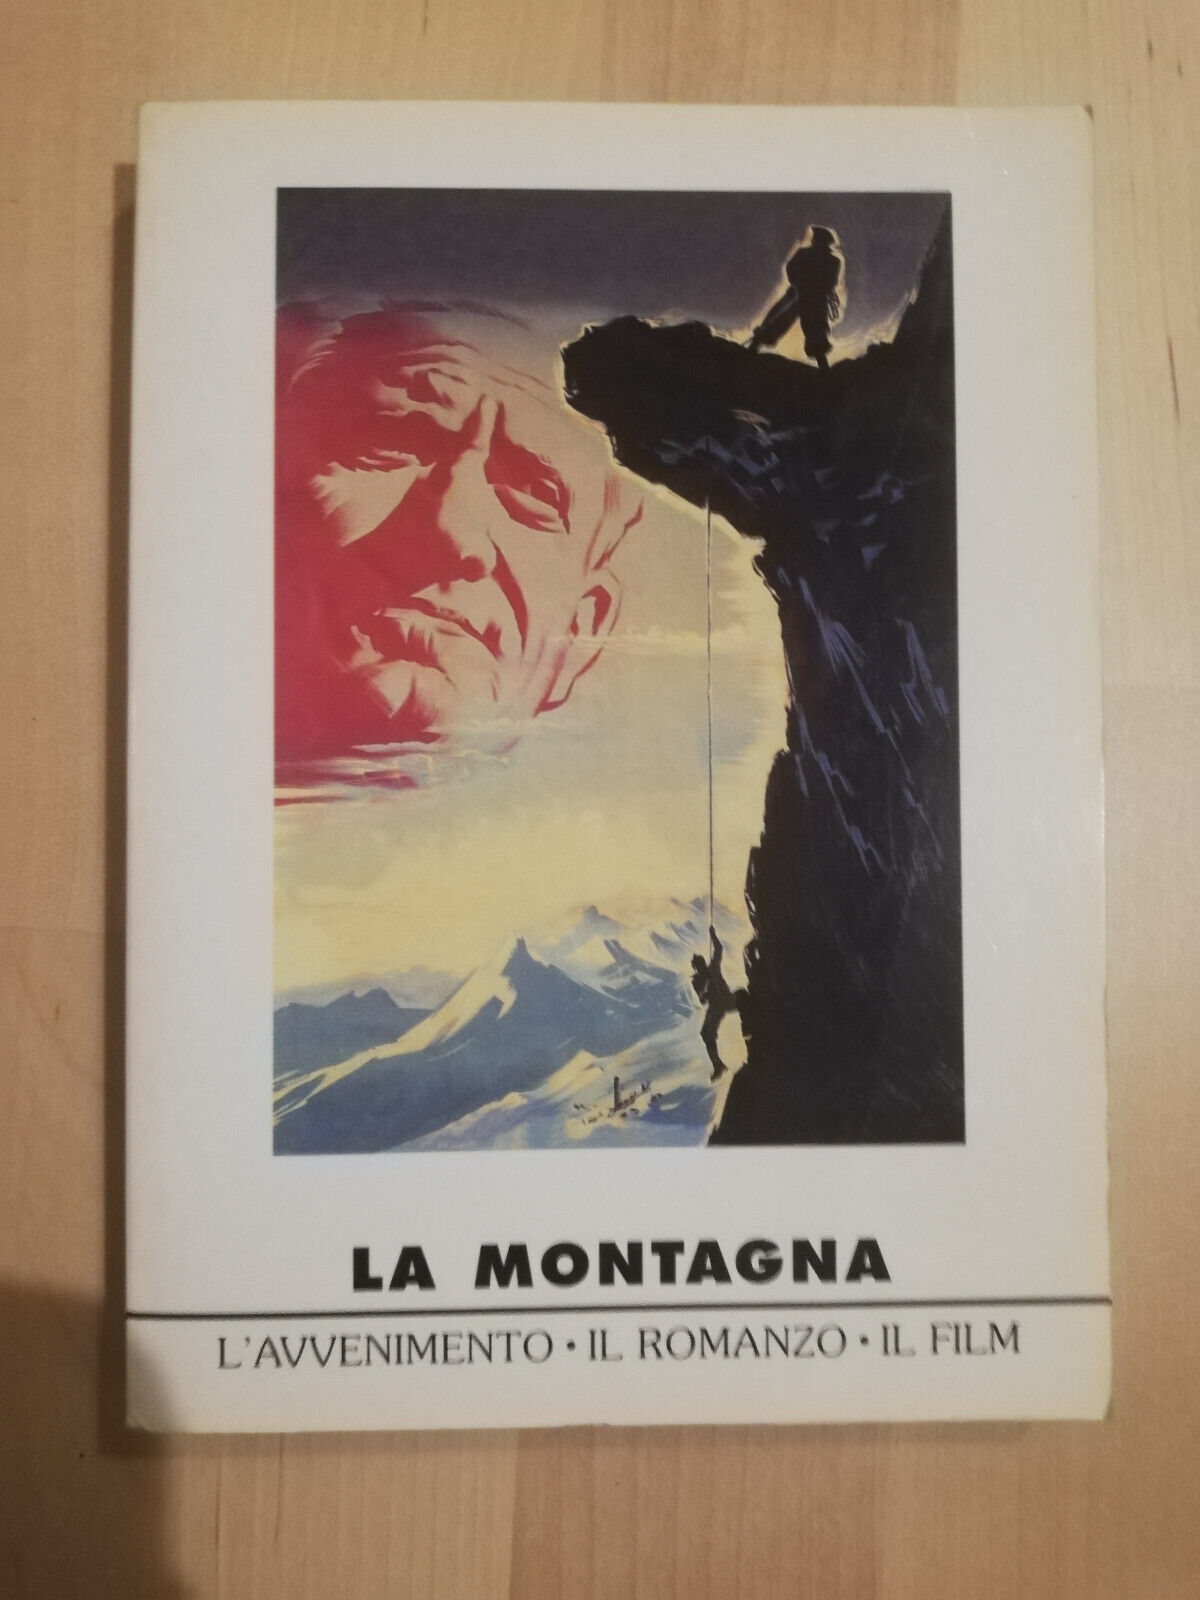 LA MONTAGNA
L'AVVENIMENTO • IL ROMANZO • IL FILM